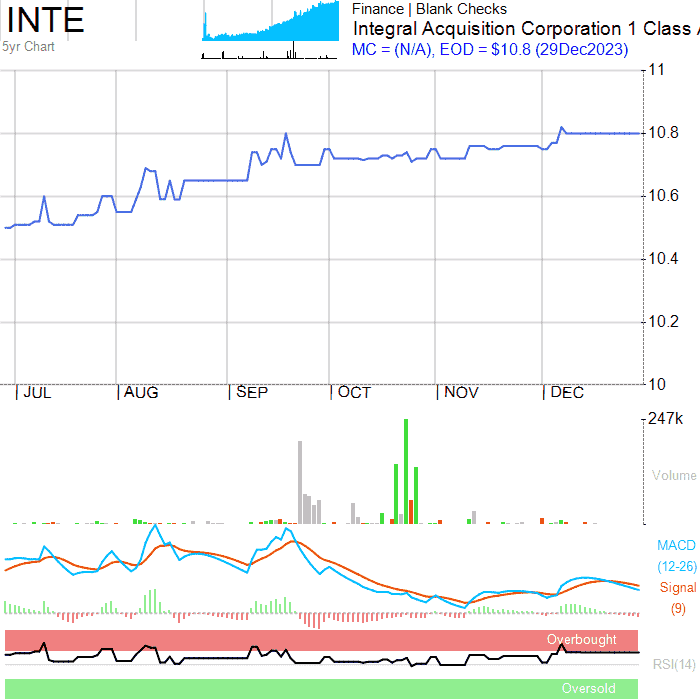 INTE
5yr Chart
Finance | Blank Checks
Integral Acquisition Corporation 1 Class A
MC = (N/A), EOD = $10.8 (29Dec2023)
11
10.8
10.6
10.4
10.2
10
JUL AUG SEP OCT NOV DEC
247k
Volume
MACD
(12-26)
Signal
(9)
Overbought
RSI(14)
Oversold